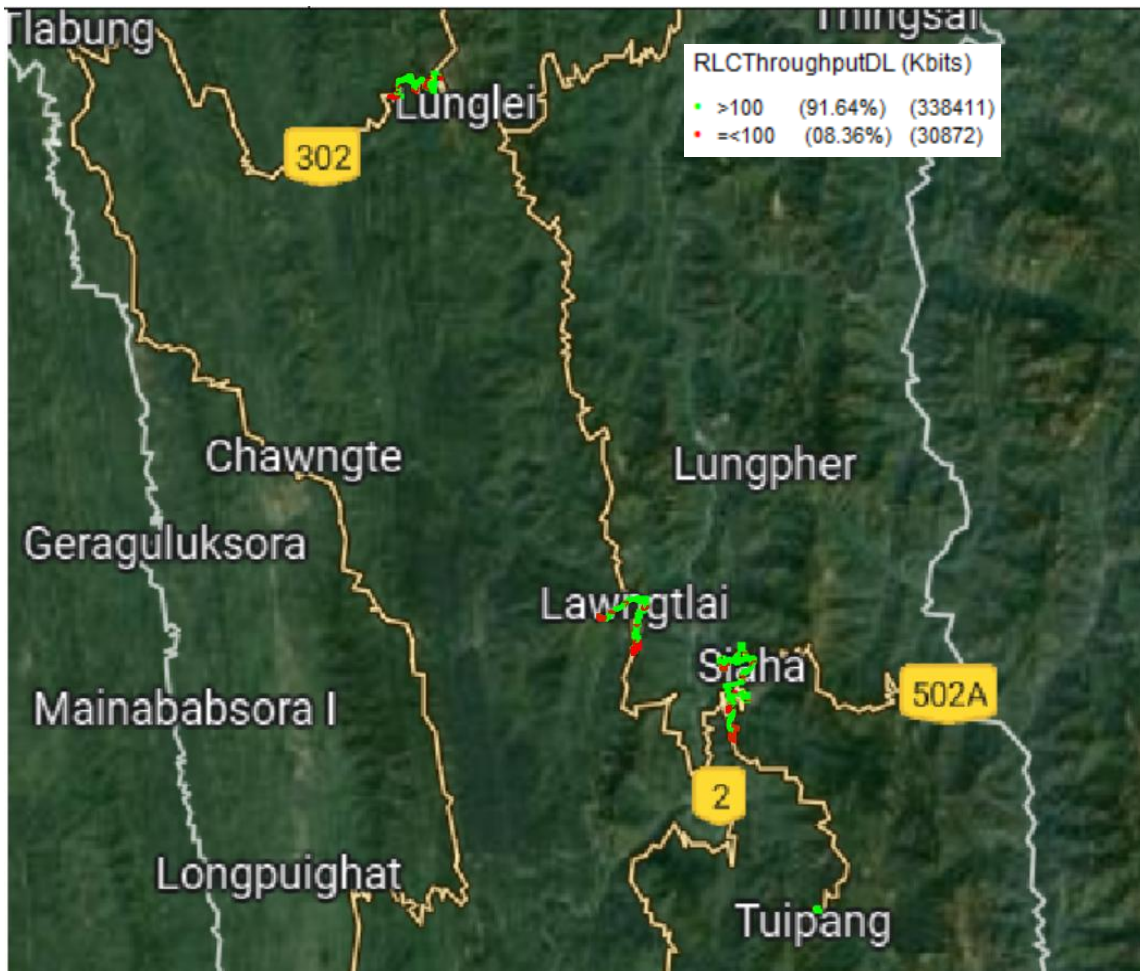 Tlabung
Thingsai
RLCThroughputDL (Kbits)
>100 (91.64%) (338411)
=<100 (08.36%) (30872)
Lunglei
302
Chawngte
Lungpher
Geraguluksora
Lawngtlai
Siaha
502A
Mainababsora I
2
Longpuighat
Tuipang